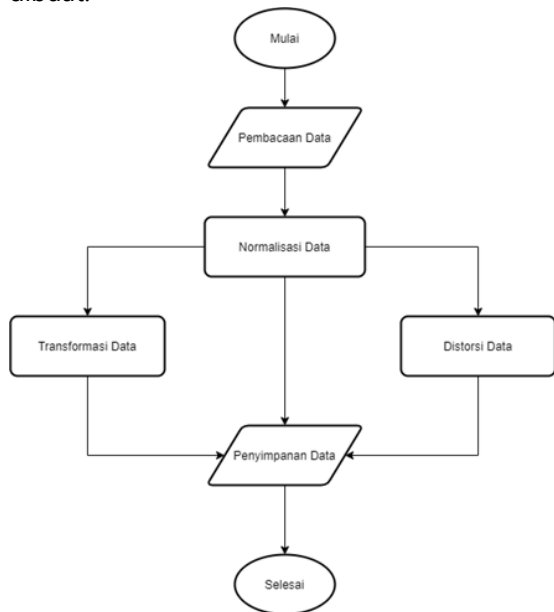 Mulai
Pembacaan Data
Normalisasi Data
Transformasi Data
Distorsi Data
Penyimpanan Data
Selesai